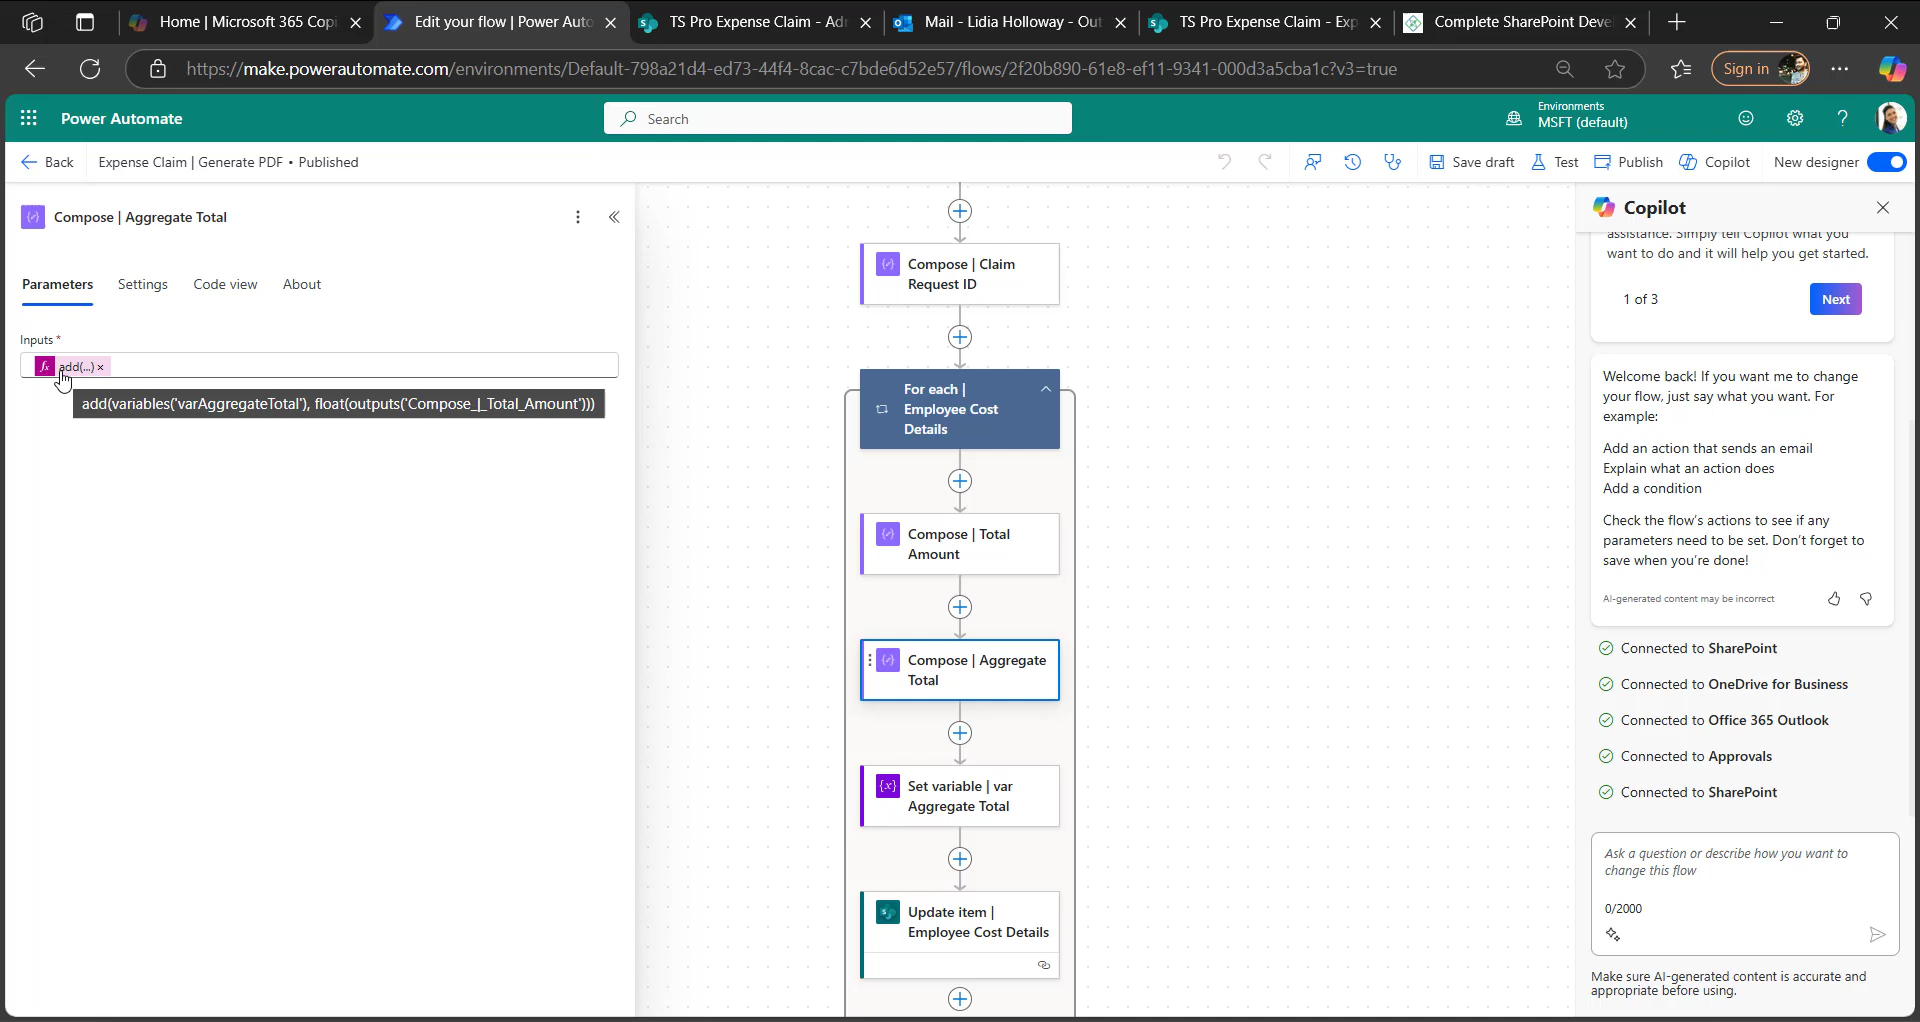 Home | Microsoft 365 Copi
Edit your flow | Power Auto
TS Pro Expense Claim - Adr
Mail - Lidia Holloway - Out
TS Pro Expense Claim - Exp
Complete SharePoint Deve
https://make.powerautomate.com/environments/Default-798a21d4-ed73-44f4-8cac-c7bde6d52e57/flows/2f20b890-61e8-ef11-9341-000d3a5cba1c?v3=true
Sign in
Power Automate
Search
Environments
MSFT (default)
Back
Expense Claim | Generate PDF • Published
Save draft
Test
Publish
Copilot
New designer
Compose | Aggregate Total
Parameters
Settings
Code view
About
Inputs *
fx add(...) ×
add(variables('varAggregateTotal'), float(outputs('Compose_|_Total_Amount')))
Compose | Claim
Request ID
For each |
Employee Cost
Details
Compose | Total
Amount
Compose | Aggregate
Total
Set variable | var
Aggregate Total
Update item |
Employee Cost Details
Copilot
assistance. Simply tell Copilot what you
want to do and it will help you get started.
1 of 3
Next
Welcome back! If you want me to change
your flow, just say what you want. For
example:
Add an action that sends an email
Explain what an action does
Add a condition
Check the flow's actions to see if any
parameters need to be set. Don't forget to
save when you're done!
AI-generated content may be incorrect
Connected to SharePoint
Connected to OneDrive for Business
Connected to Office 365 Outlook
Connected to Approvals
Connected to SharePoint
Ask a question or describe how you want to
change this flow
0/2000
Make sure AI-generated content is accurate and
appropriate before using.